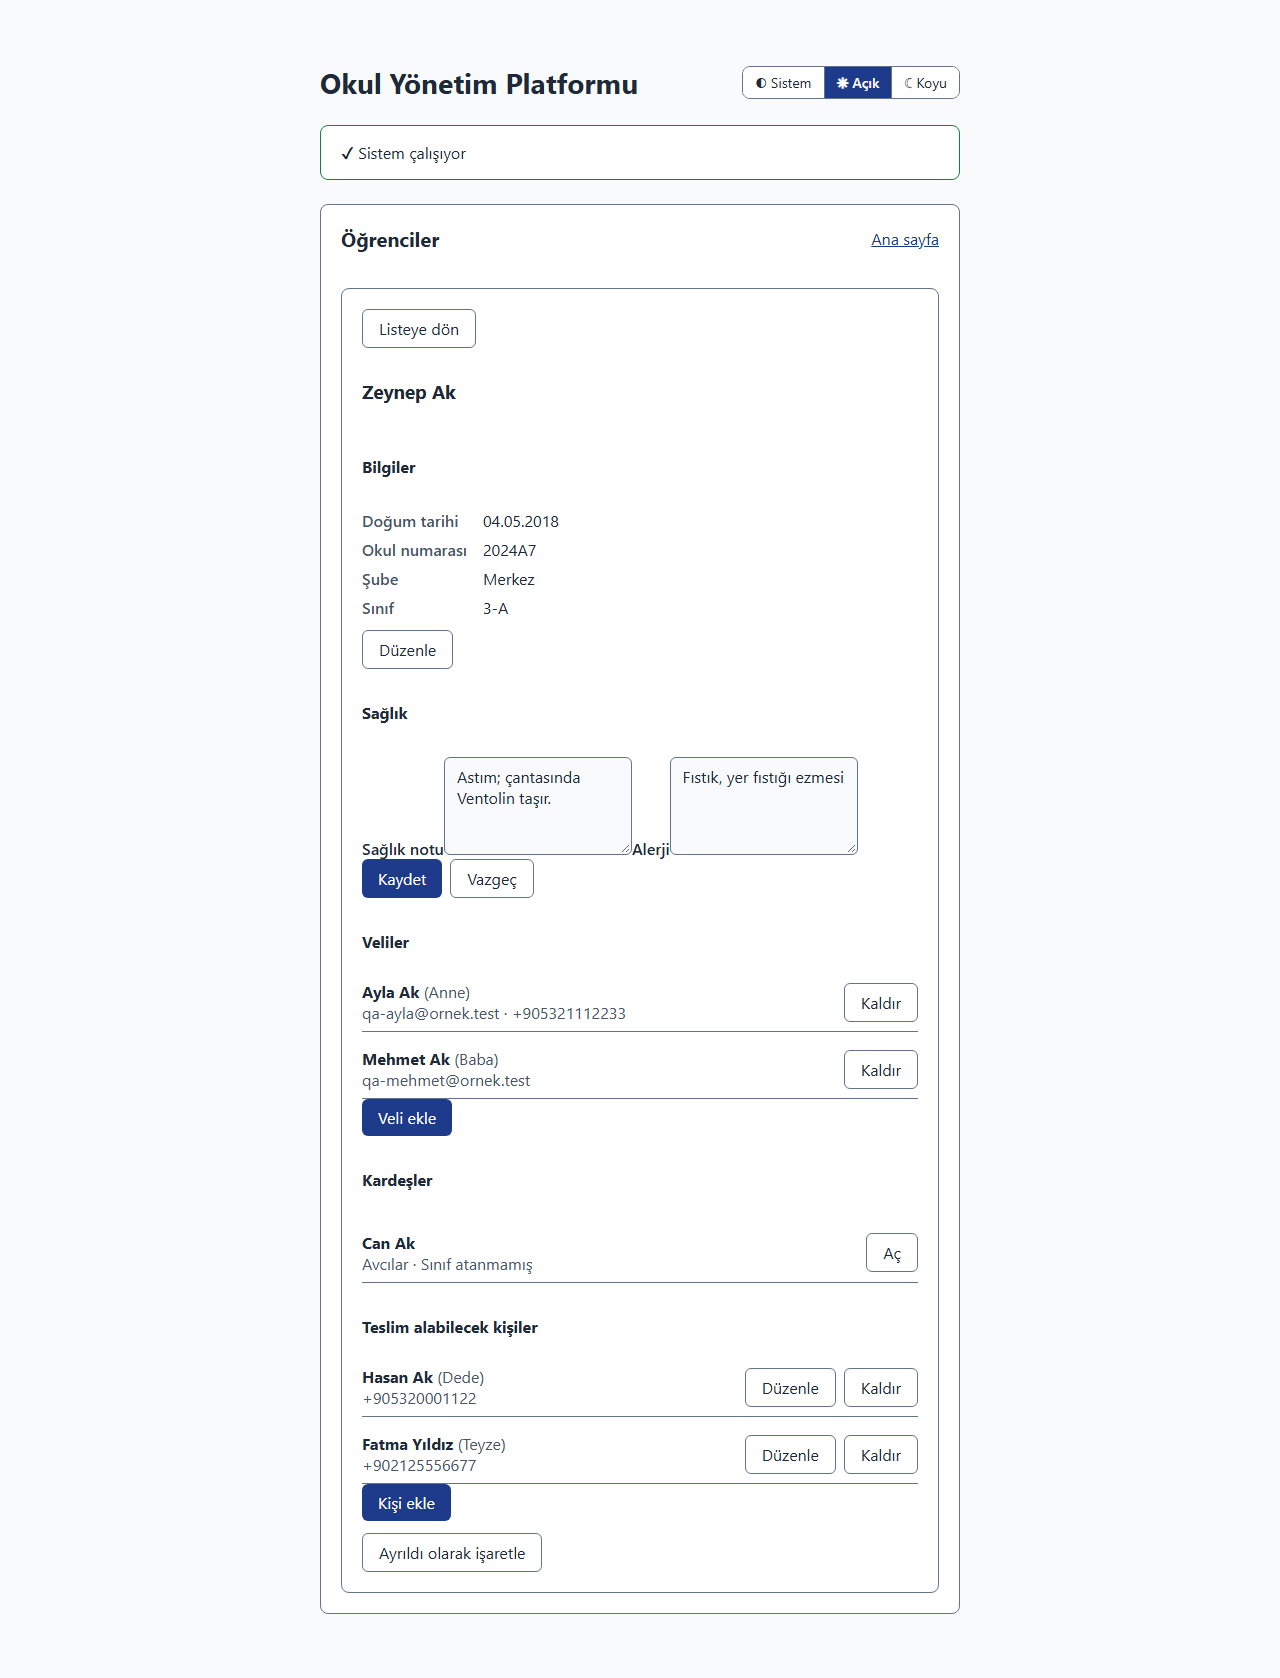 Okul Yönetim Platformu
◐ Sistem
✱ Açık
☾ Koyu
✓ Sistem çalışıyor
Öğrenciler
Ana sayfa
Listeye dön
Zeynep Ak
Bilgiler
Doğum tarihi 04.05.2018
Okul numarası 2024A7
Şube Merkez
Sınıf 3-A
Düzenle
Sağlık
Sağlık notu
Astım; çantasında
Ventolin taşır.
Alerji
Fıstık, yer fıstığı ezmesi
Kaydet
Vazgeç
Veliler
Ayla Ak (Anne)
qa-ayla@ornek.test · +905321112233
Kaldır
Mehmet Ak (Baba)
qa-mehmet@ornek.test
Kaldır
Veli ekle
Kardeşler
Can Ak
Avcılar · Sınıf atanmamış
Aç
Teslim alabilecek kişiler
Hasan Ak (Dede)
+905320001122
Düzenle
Kaldır
Fatma Yıldız (Teyze)
+902125556677
Düzenle
Kaldır
Kişi ekle
Ayrıldı olarak işaretle